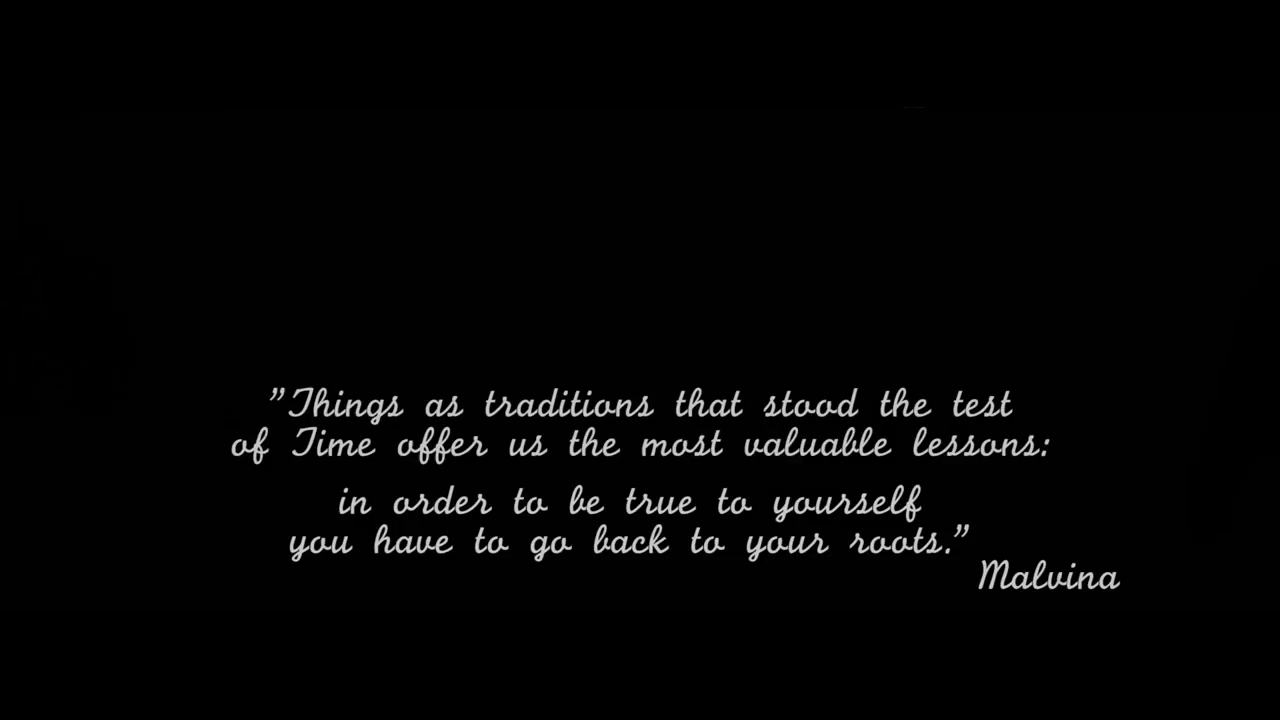 ”Things as traditions that stood the test
of Time offer us the most valuable lessons:
in order to be true to yourself
you have to go back to your roots.”
Malvina